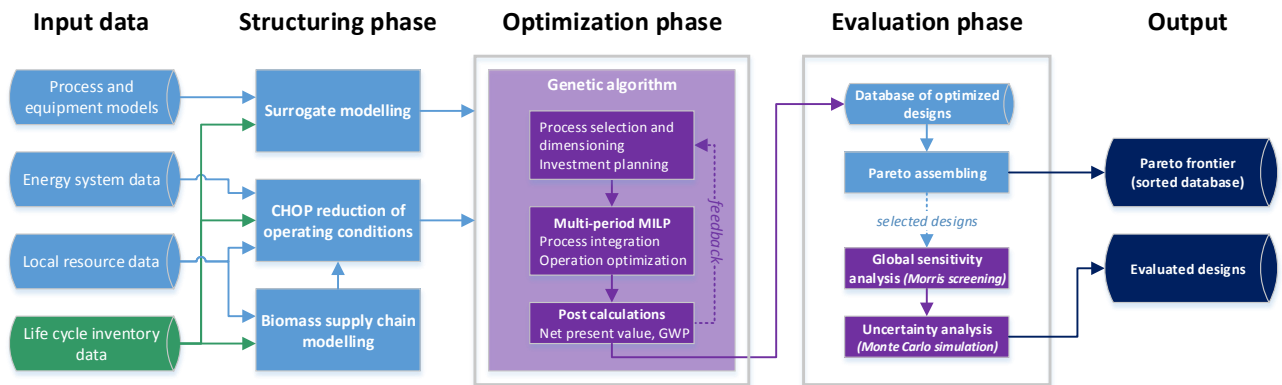 Input data
Structuring phase
Optimization phase
Evaluation phase
Output
Process and
equipment models
Energy system data
Local resource data
Life cycle inventory
data
Surrogate modelling
CHOP reduction of
operating conditions
Biomass supply chain
modelling
Genetic algorithm
Process selection and
dimensioning
Investment planning
Multi-period MILP
Process integration
Operation optimization
Post calculations
Net present value, GWP
feedback
Database of optimized
designs
Pareto assembling
selected designs
Global sensitivity
analysis (Morris screening)
Uncertainty analysis
(Monte Carlo simulation)
Pareto frontier
(sorted database)
Evaluated designs